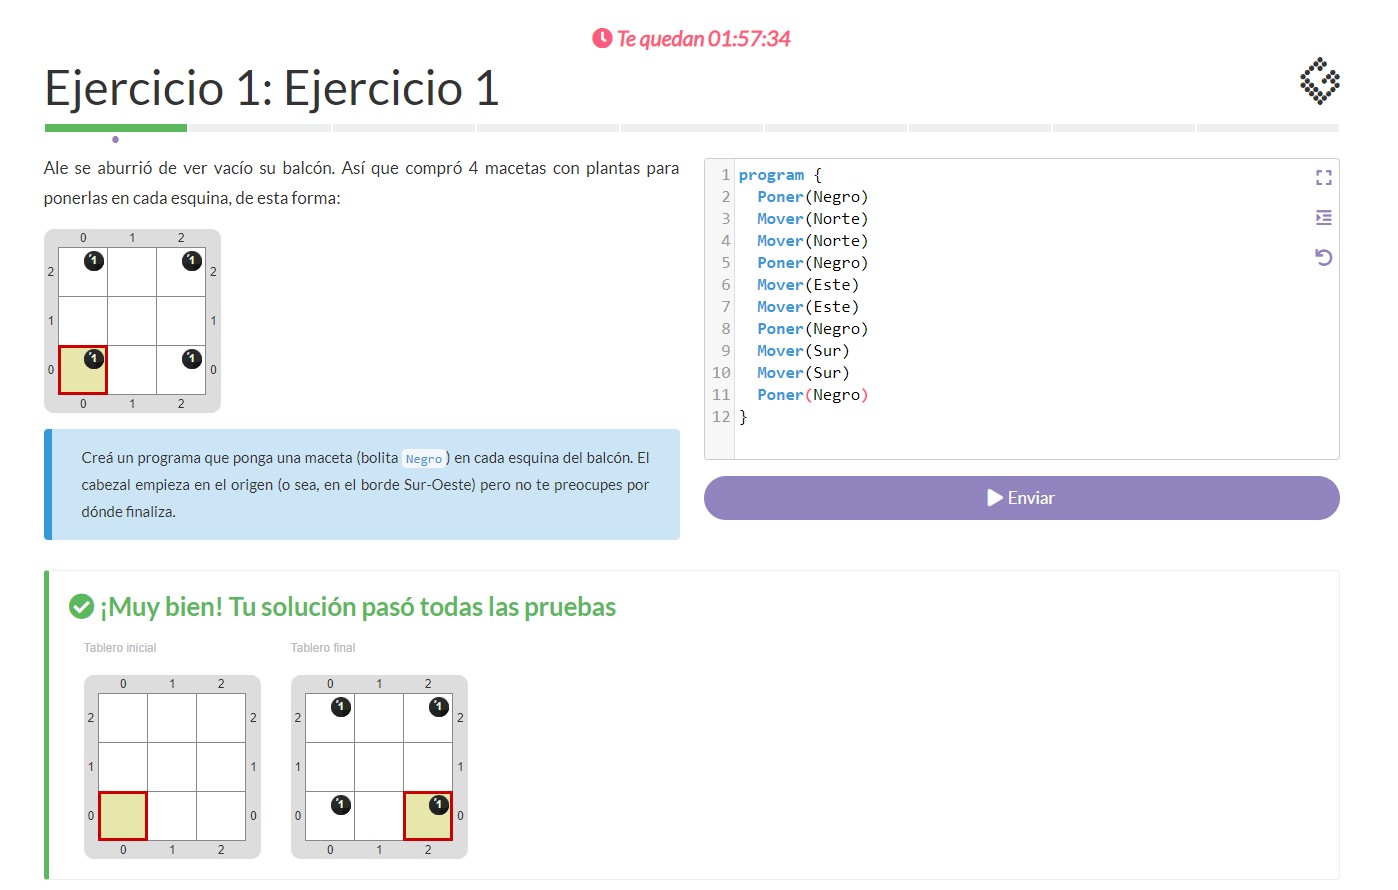 Te quedan 01:57:34
Ejercicio 1: Ejercicio 1
Ale se aburrió de ver vacío su balcón. Así que compró 4 macetas con plantas para
ponerlas en cada esquina, de esta forma:
0 1 2
2 1 1 2
1 1
0 1 1 0
0 1 2
Creá un programa que ponga una maceta (bolita Negro) en cada esquina del balcón. El
cabezal empieza en el origen (o sea, en el borde Sur-Oeste) pero no te preocupes por
dónde finaliza.
1 program {
2 Poner(Negro)
3 Mover(Norte)
4 Mover(Norte)
5 Poner(Negro)
6 Mover(Este)
7 Mover(Este)
8 Poner(Negro)
9 Mover(Sur)
10 Mover(Sur)
11 Poner(Negro)
12 }
Enviar
¡Muy bien! Tu solución pasó todas las pruebas
Tablero inicial
0 1 2
2 2
1 1
0 0
0 1 2
Tablero final
0 1 2
2 1 1 2
1 1
0 1 1 0
0 1 2